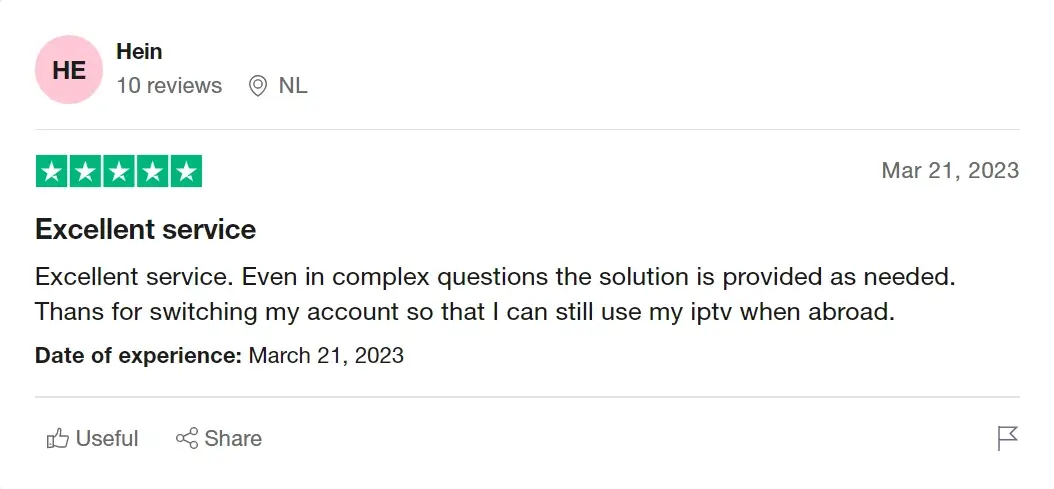 HE
Hein
10 reviews NL
Mar 21, 2023
Excellent service
Excellent service. Even in complex questions the solution is provided as needed.
Thans for switching my account so that I can still use my iptv when abroad.
Date of experience: March 21, 2023
Useful Share